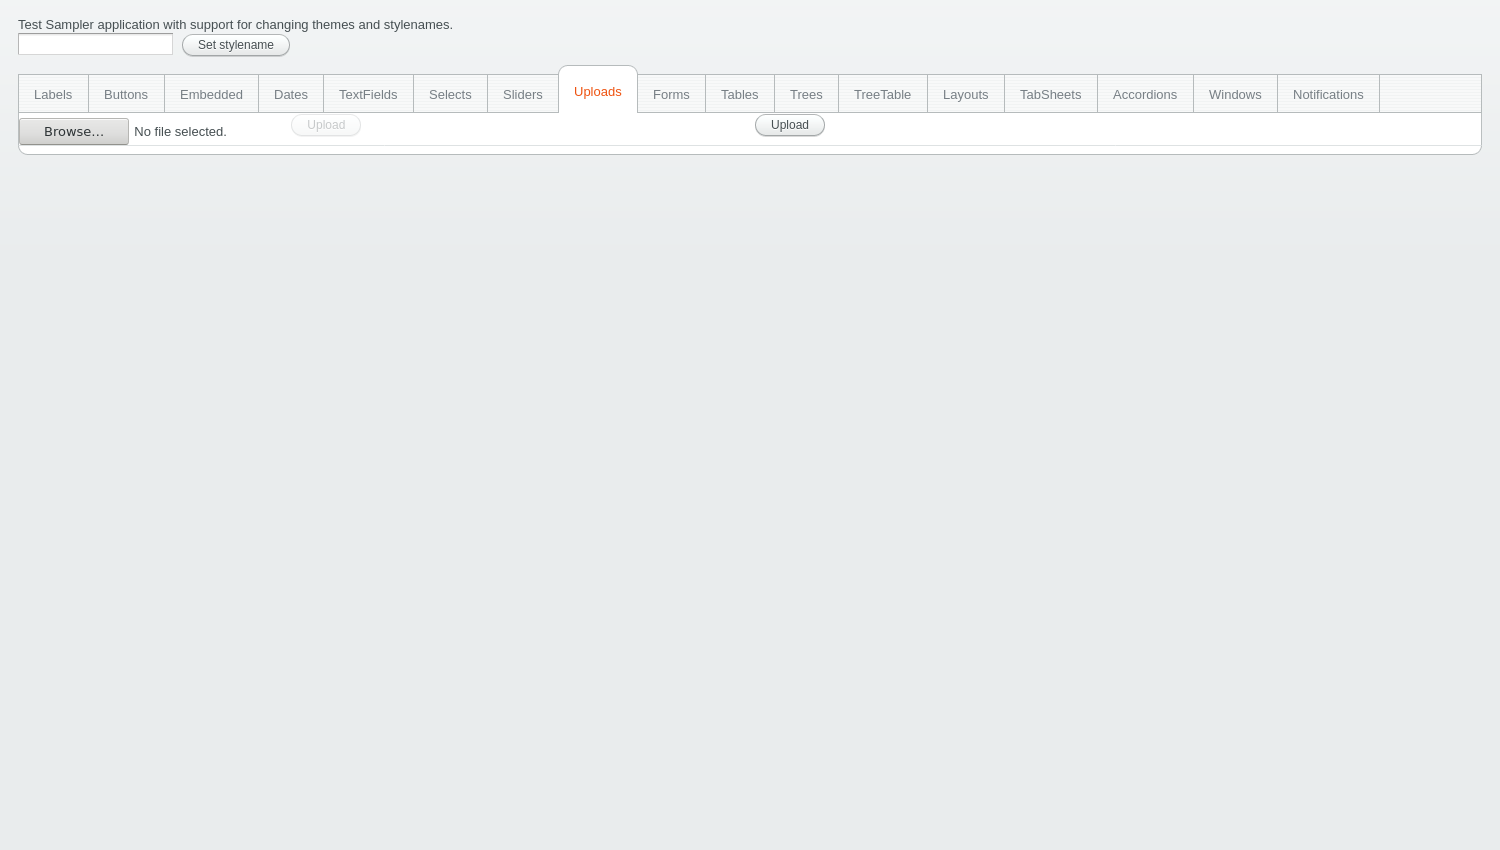 Test Sampler application with support for changing themes and stylenames.
Set stylename
Labels Buttons Embedded Dates TextFields Selects Sliders Uploads Forms Tables Trees TreeTable Layouts TabSheets Accordions Windows Notifications
Browse... No file selected. Upload Upload